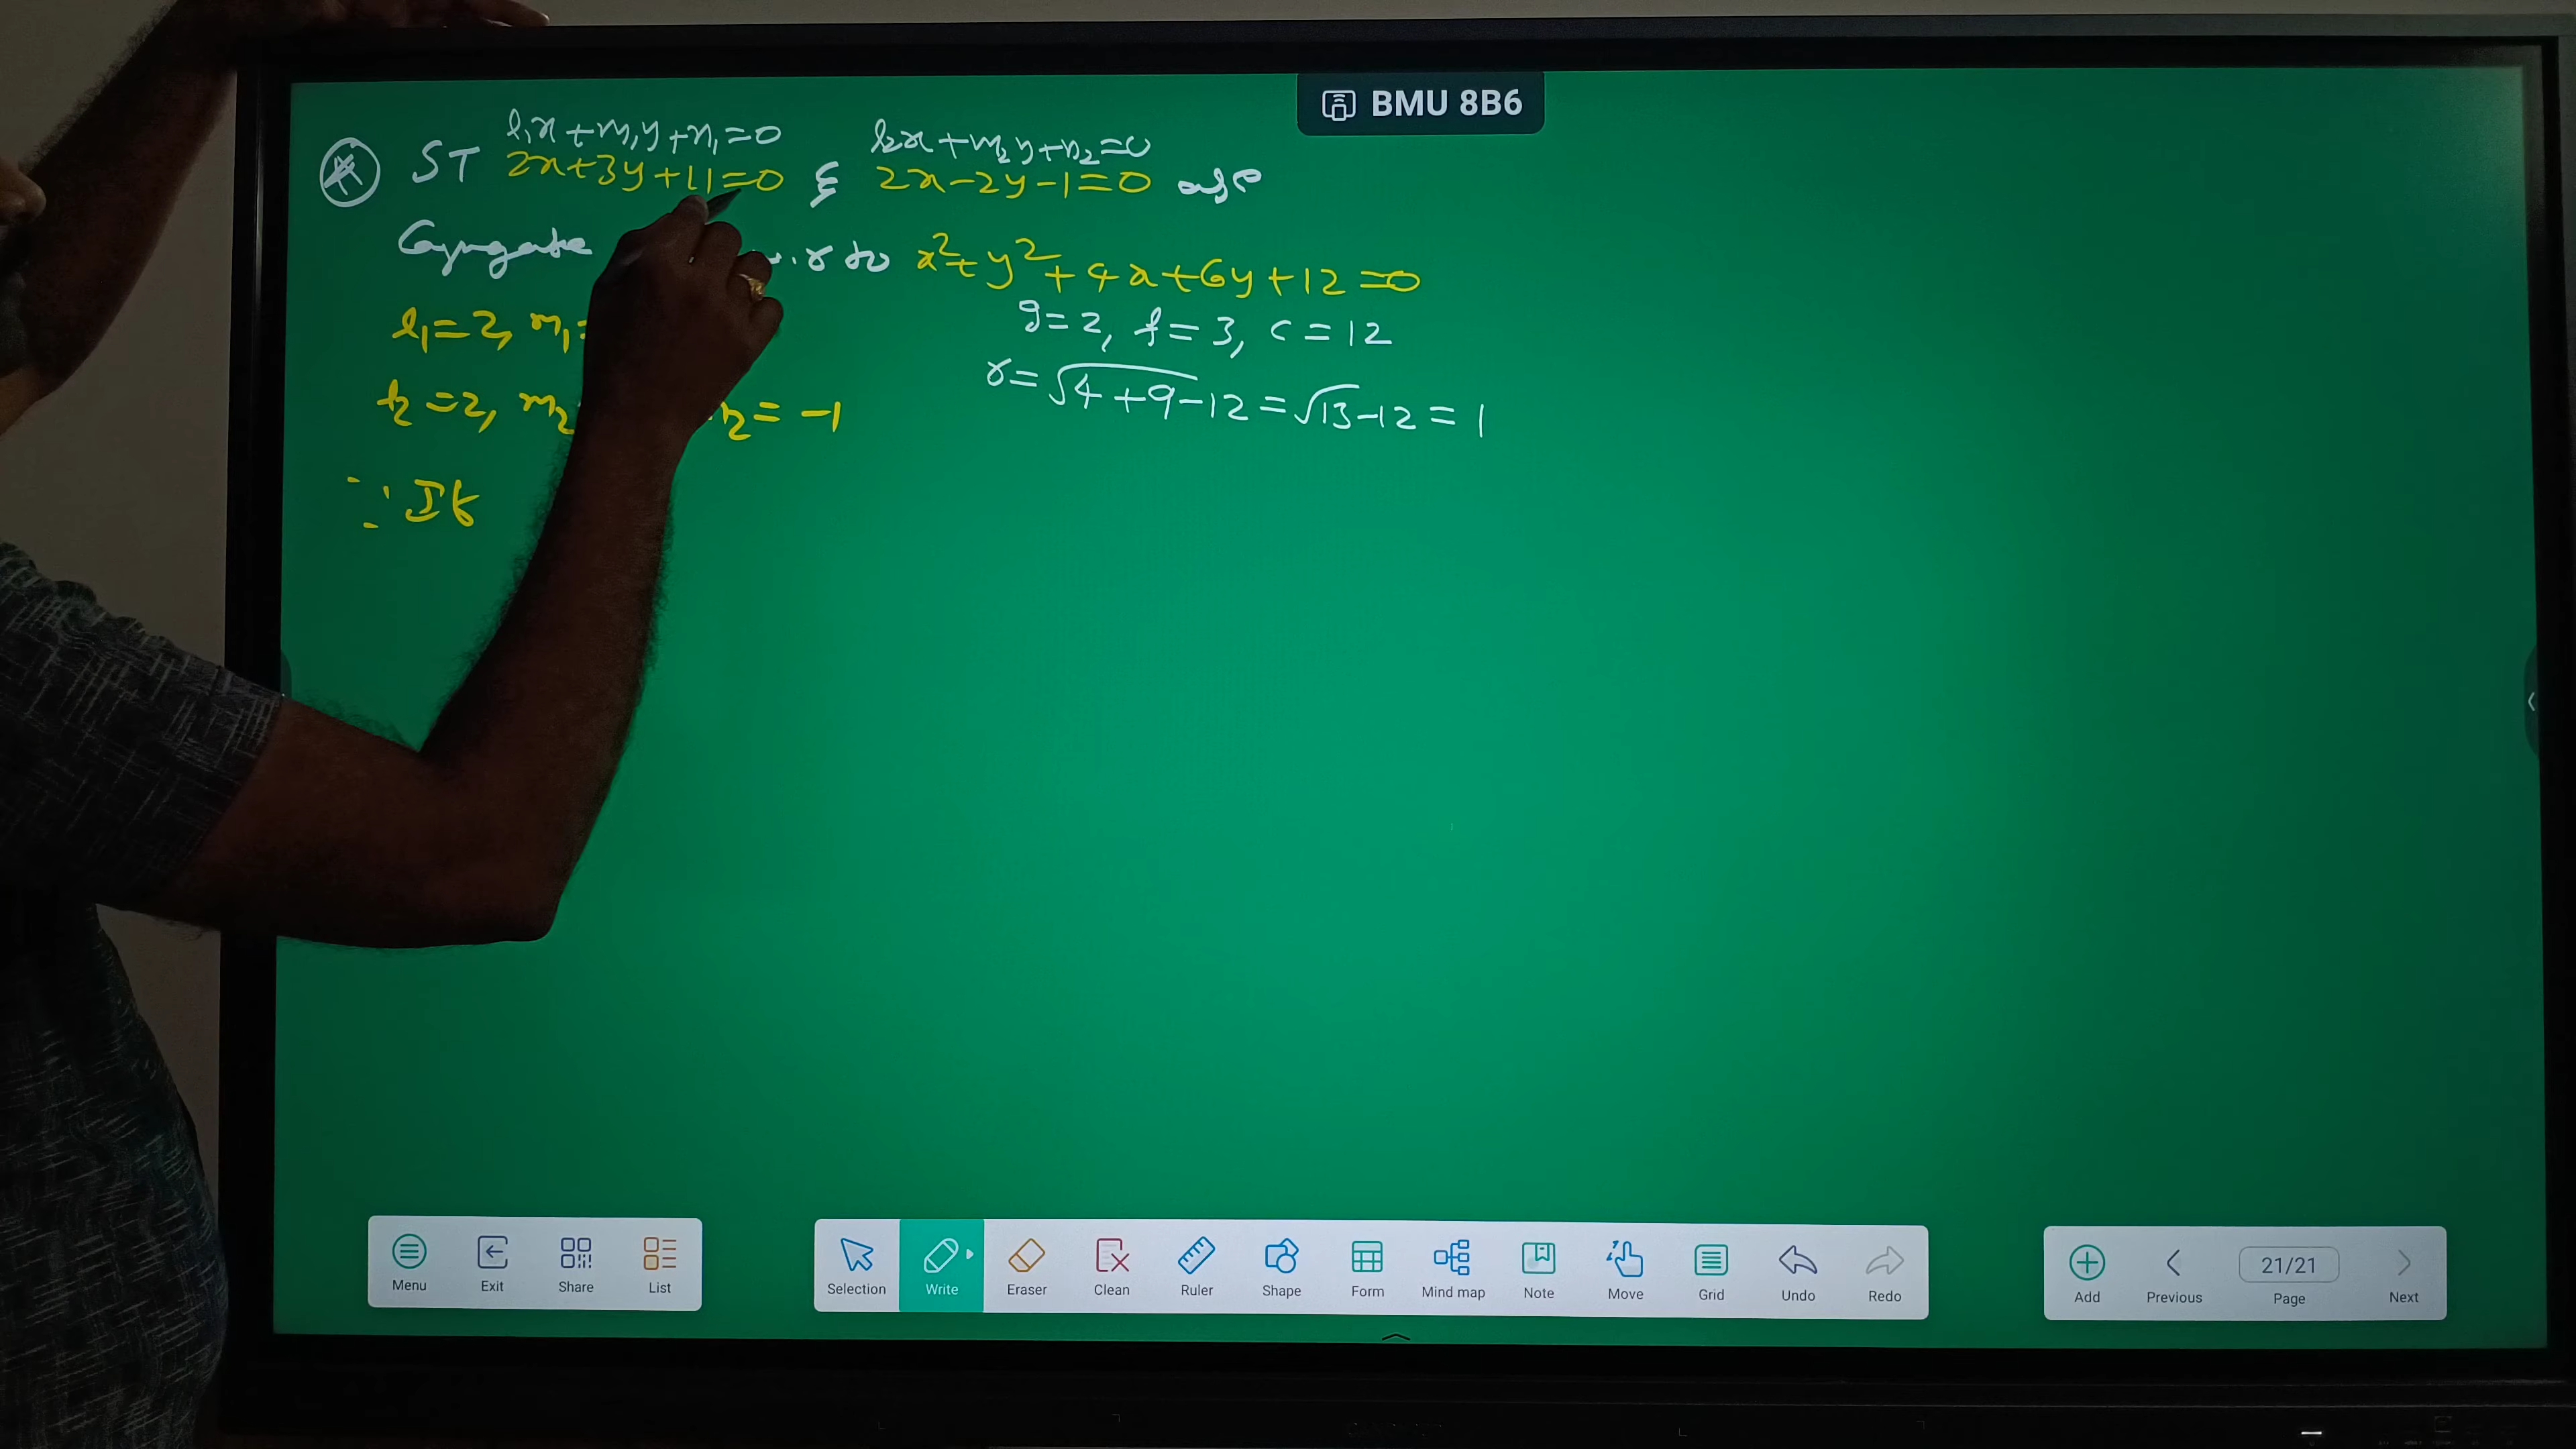 BMU 8B6
l₁x+m₁y+n₁=0 l₂x+m₂y+n₂=0
ST 2x+3y+11=0 & 2x-2y-1=0 are
Conjugate w.r to x²+y²+4x+6y+12=0
l₁=2, m₁= g=2, f=3, c=12
l₂=2, m₂ n₂=-1 r=√4+9-12=√13-12=1
∵ If
Menu Exit Share List Selection Write Eraser Clean Ruler Shape Form Mind map Note Move Grid Undo Redo Add Previous 21/21 Page Next